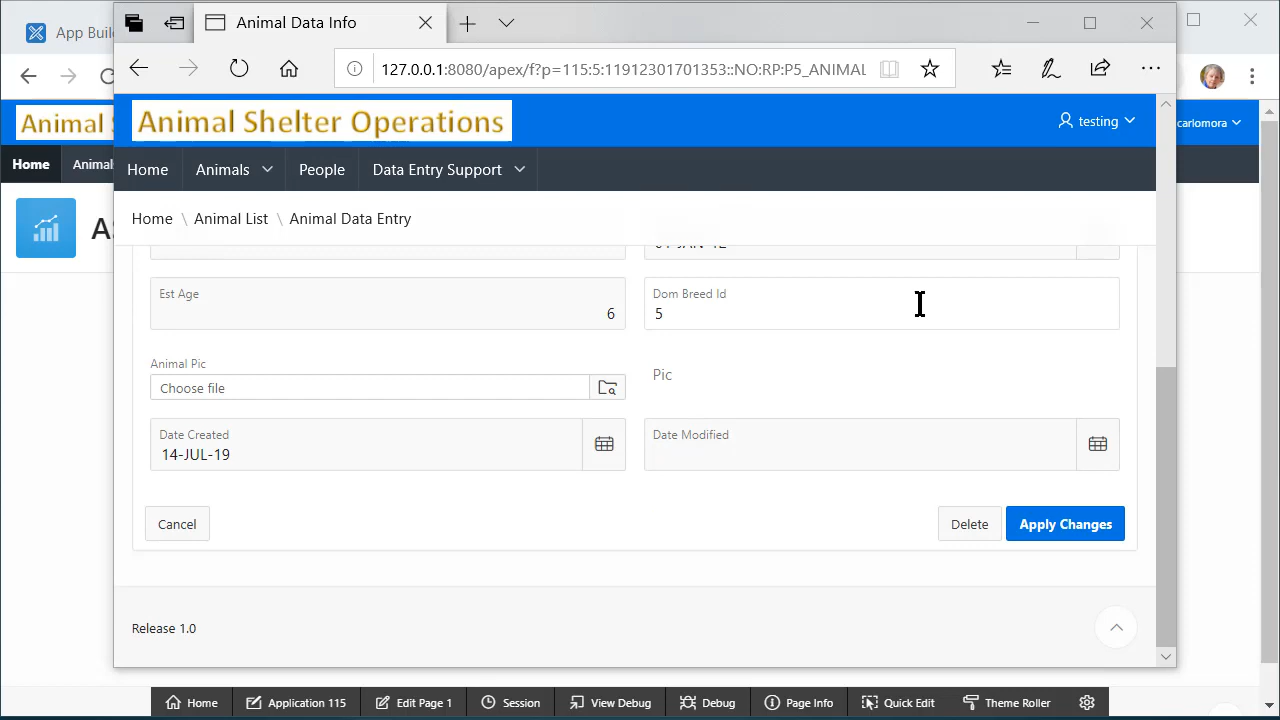 App Buil
Animal Data Info
127.0.0.1:8080/apex/f?p=115:5:11912301701353::NO:RP:P5_ANIMAL
Animal S
Animal Shelter Operations
testing
carlomora
Home
Animal
Home
Animals
People
Data Entry Support
Home \ Animal List \ Animal Data Entry
Est Age
6
Dom Breed Id
5
Animal Pic
Choose file
Pic
Date Created
14-JUL-19
Date Modified
Cancel
Delete
Apply Changes
Release 1.0
Home
Application 115
Edit Page 1
Session
View Debug
Debug
Page Info
Quick Edit
Theme Roller